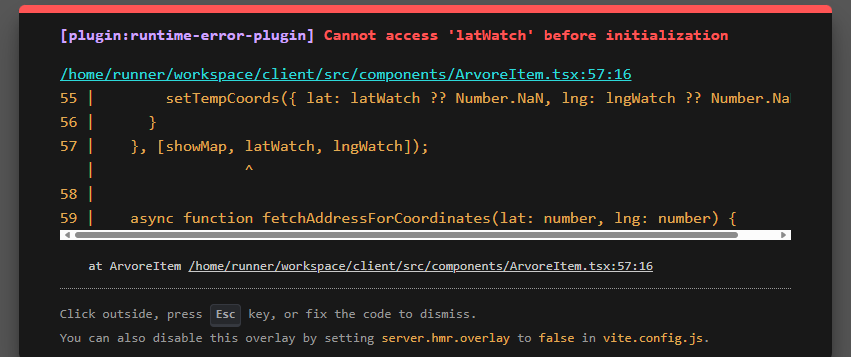 [plugin:runtime-error-plugin] Cannot access 'latWatch' before initialization
/home/runner/workspace/client/src/components/ArvoreItem.tsx:57:16
55 |        setTempCoords({ lat: latWatch ?? Number.NaN, lng: lngWatch ?? Number.Na
56 |      }
57 |    }, [showMap, latWatch, lngWatch]);
   |                 ^
58 |
59 |    async function fetchAddressForCoordinates(lat: number, lng: number) {
at ArvoreItem /home/runner/workspace/client/src/components/ArvoreItem.tsx:57:16
Click outside, press Esc key, or fix the code to dismiss.
You can also disable this overlay by setting server.hmr.overlay to false in vite.config.js.